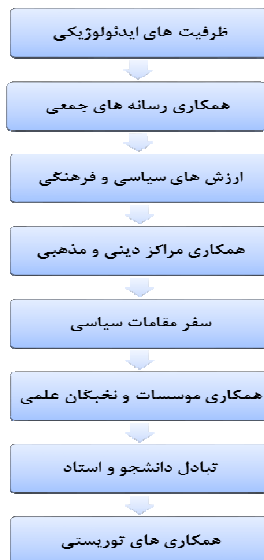 ظرفیت های ایدئولوژیکی
همکاری رسانه های جمعی
ارزش های سیاسی و فرهنگی
همکاری مراکز دینی و مذهبی
سفر مقامات سیاسی
همکاری موسسات و نخبگان علمی
تبادل دانشجو و استاد
همکاری های توریستی